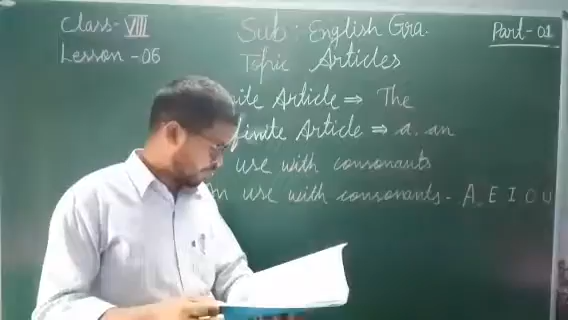 Class- VIII Sub: English Gra. Part-01
Lesson -06 Topic Articles
nite Article ⇒ The
finite Article ⇒ a. an
use with consonants
n use with consonants. A. E I O U